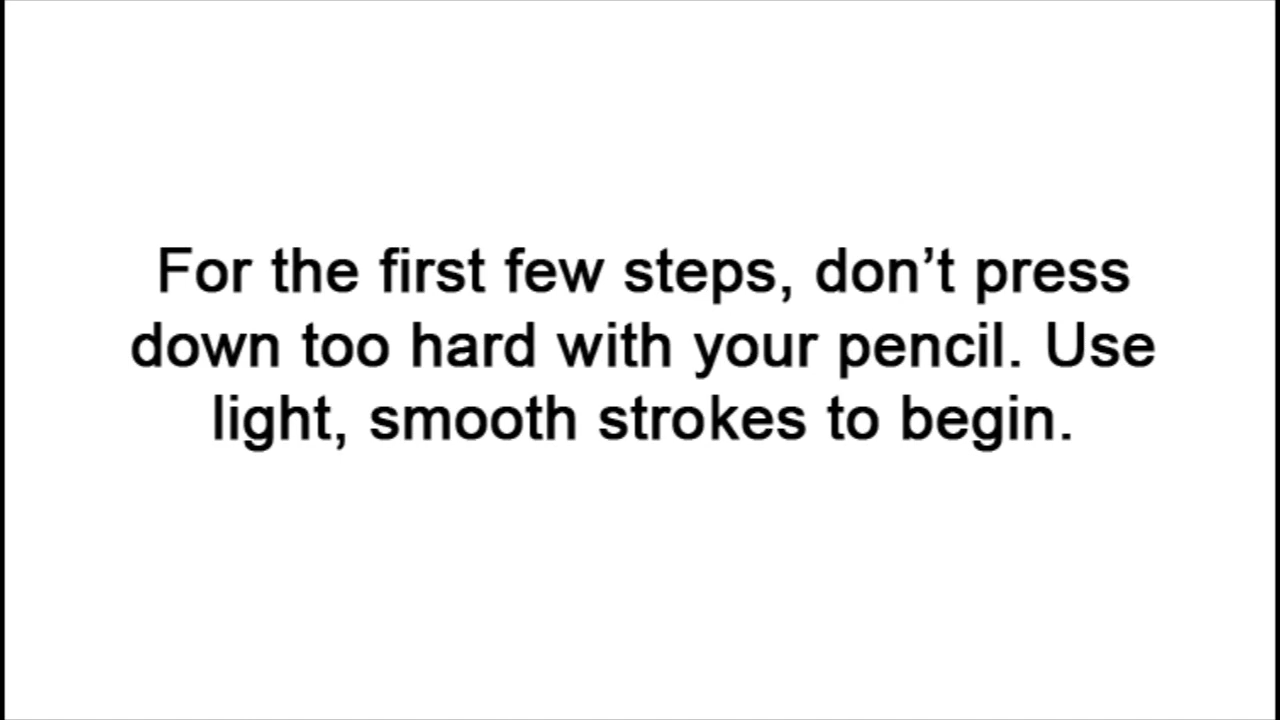 For the first few steps, don’t press
down too hard with your pencil. Use
light, smooth strokes to begin.